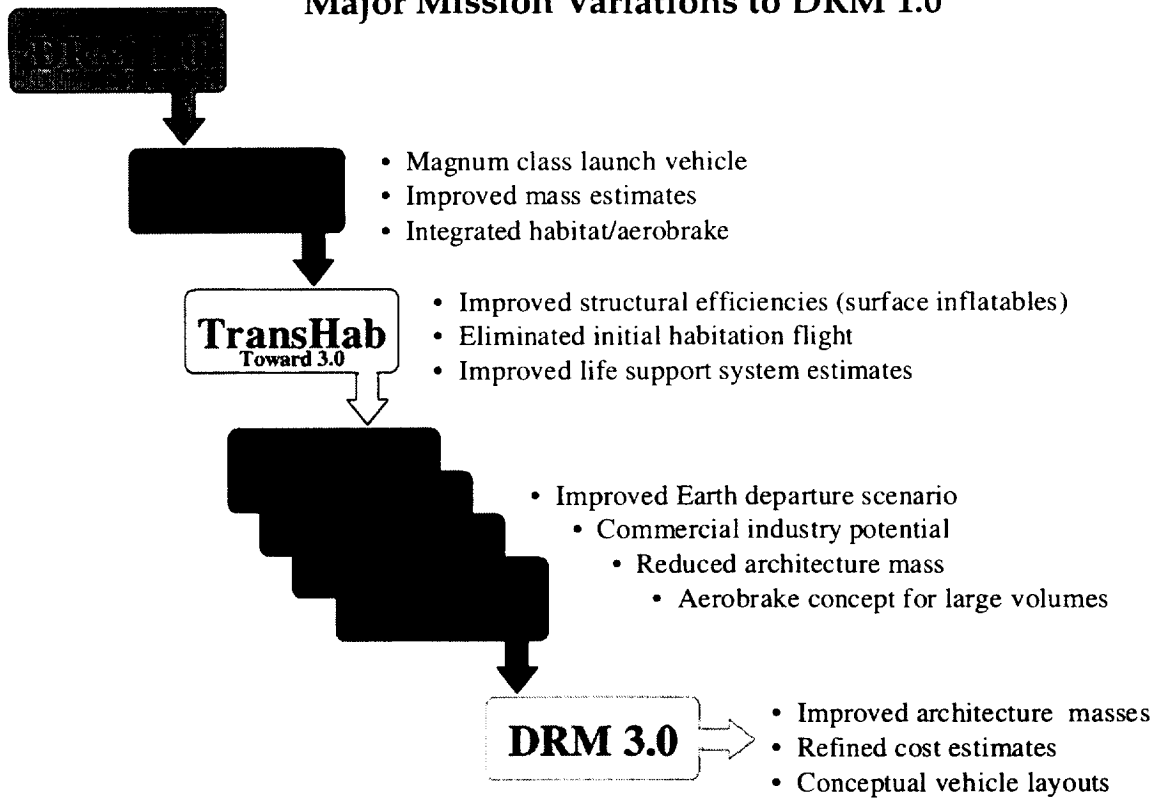 Major Mission Variations to DRM 1.0
• Magnum class launch vehicle
• Improved mass estimates
• Integrated habitat/aerobrake
TransHab
Toward 3.0
• Improved structural efficiencies (surface inflatables)
• Eliminated initial habitation flight
• Improved life support system estimates
• Improved Earth departure scenario
• Commercial industry potential
• Reduced architecture mass
• Aerobrake concept for large volumes
DRM 3.0
• Improved architecture masses
• Refined cost estimates
• Conceptual vehicle layouts